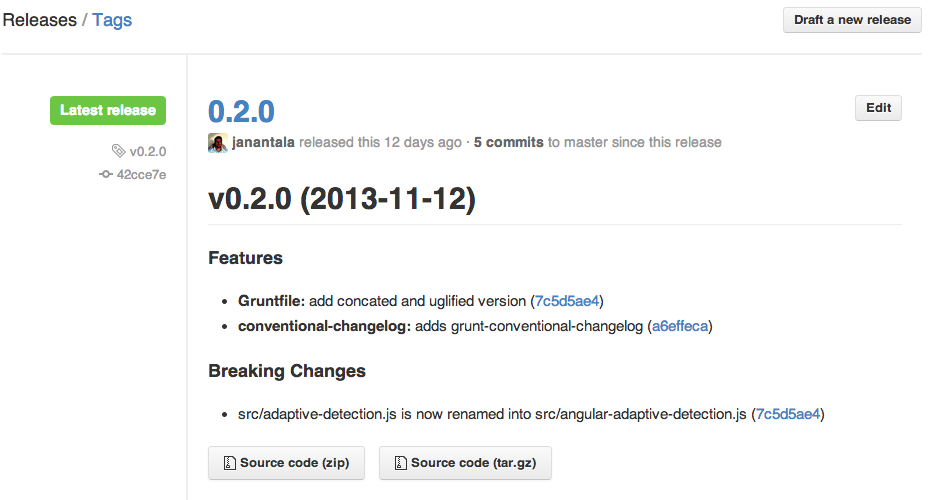 Releases / Tags
Draft a new release
Latest release
v0.2.0
42cce7e
0.2.0
Edit
janantala released this 12 days ago · 5 commits to master since this release
v0.2.0 (2013-11-12)
Features
• Gruntfile: add concated and uglified version (7c5d5ae4)
• conventional-changelog: adds grunt-conventional-changelog (a6effeca)
Breaking Changes
• src/adaptive-detection.js is now renamed into src/angular-adaptive-detection.js (7c5d5ae4)
Source code (zip)
Source code (tar.gz)